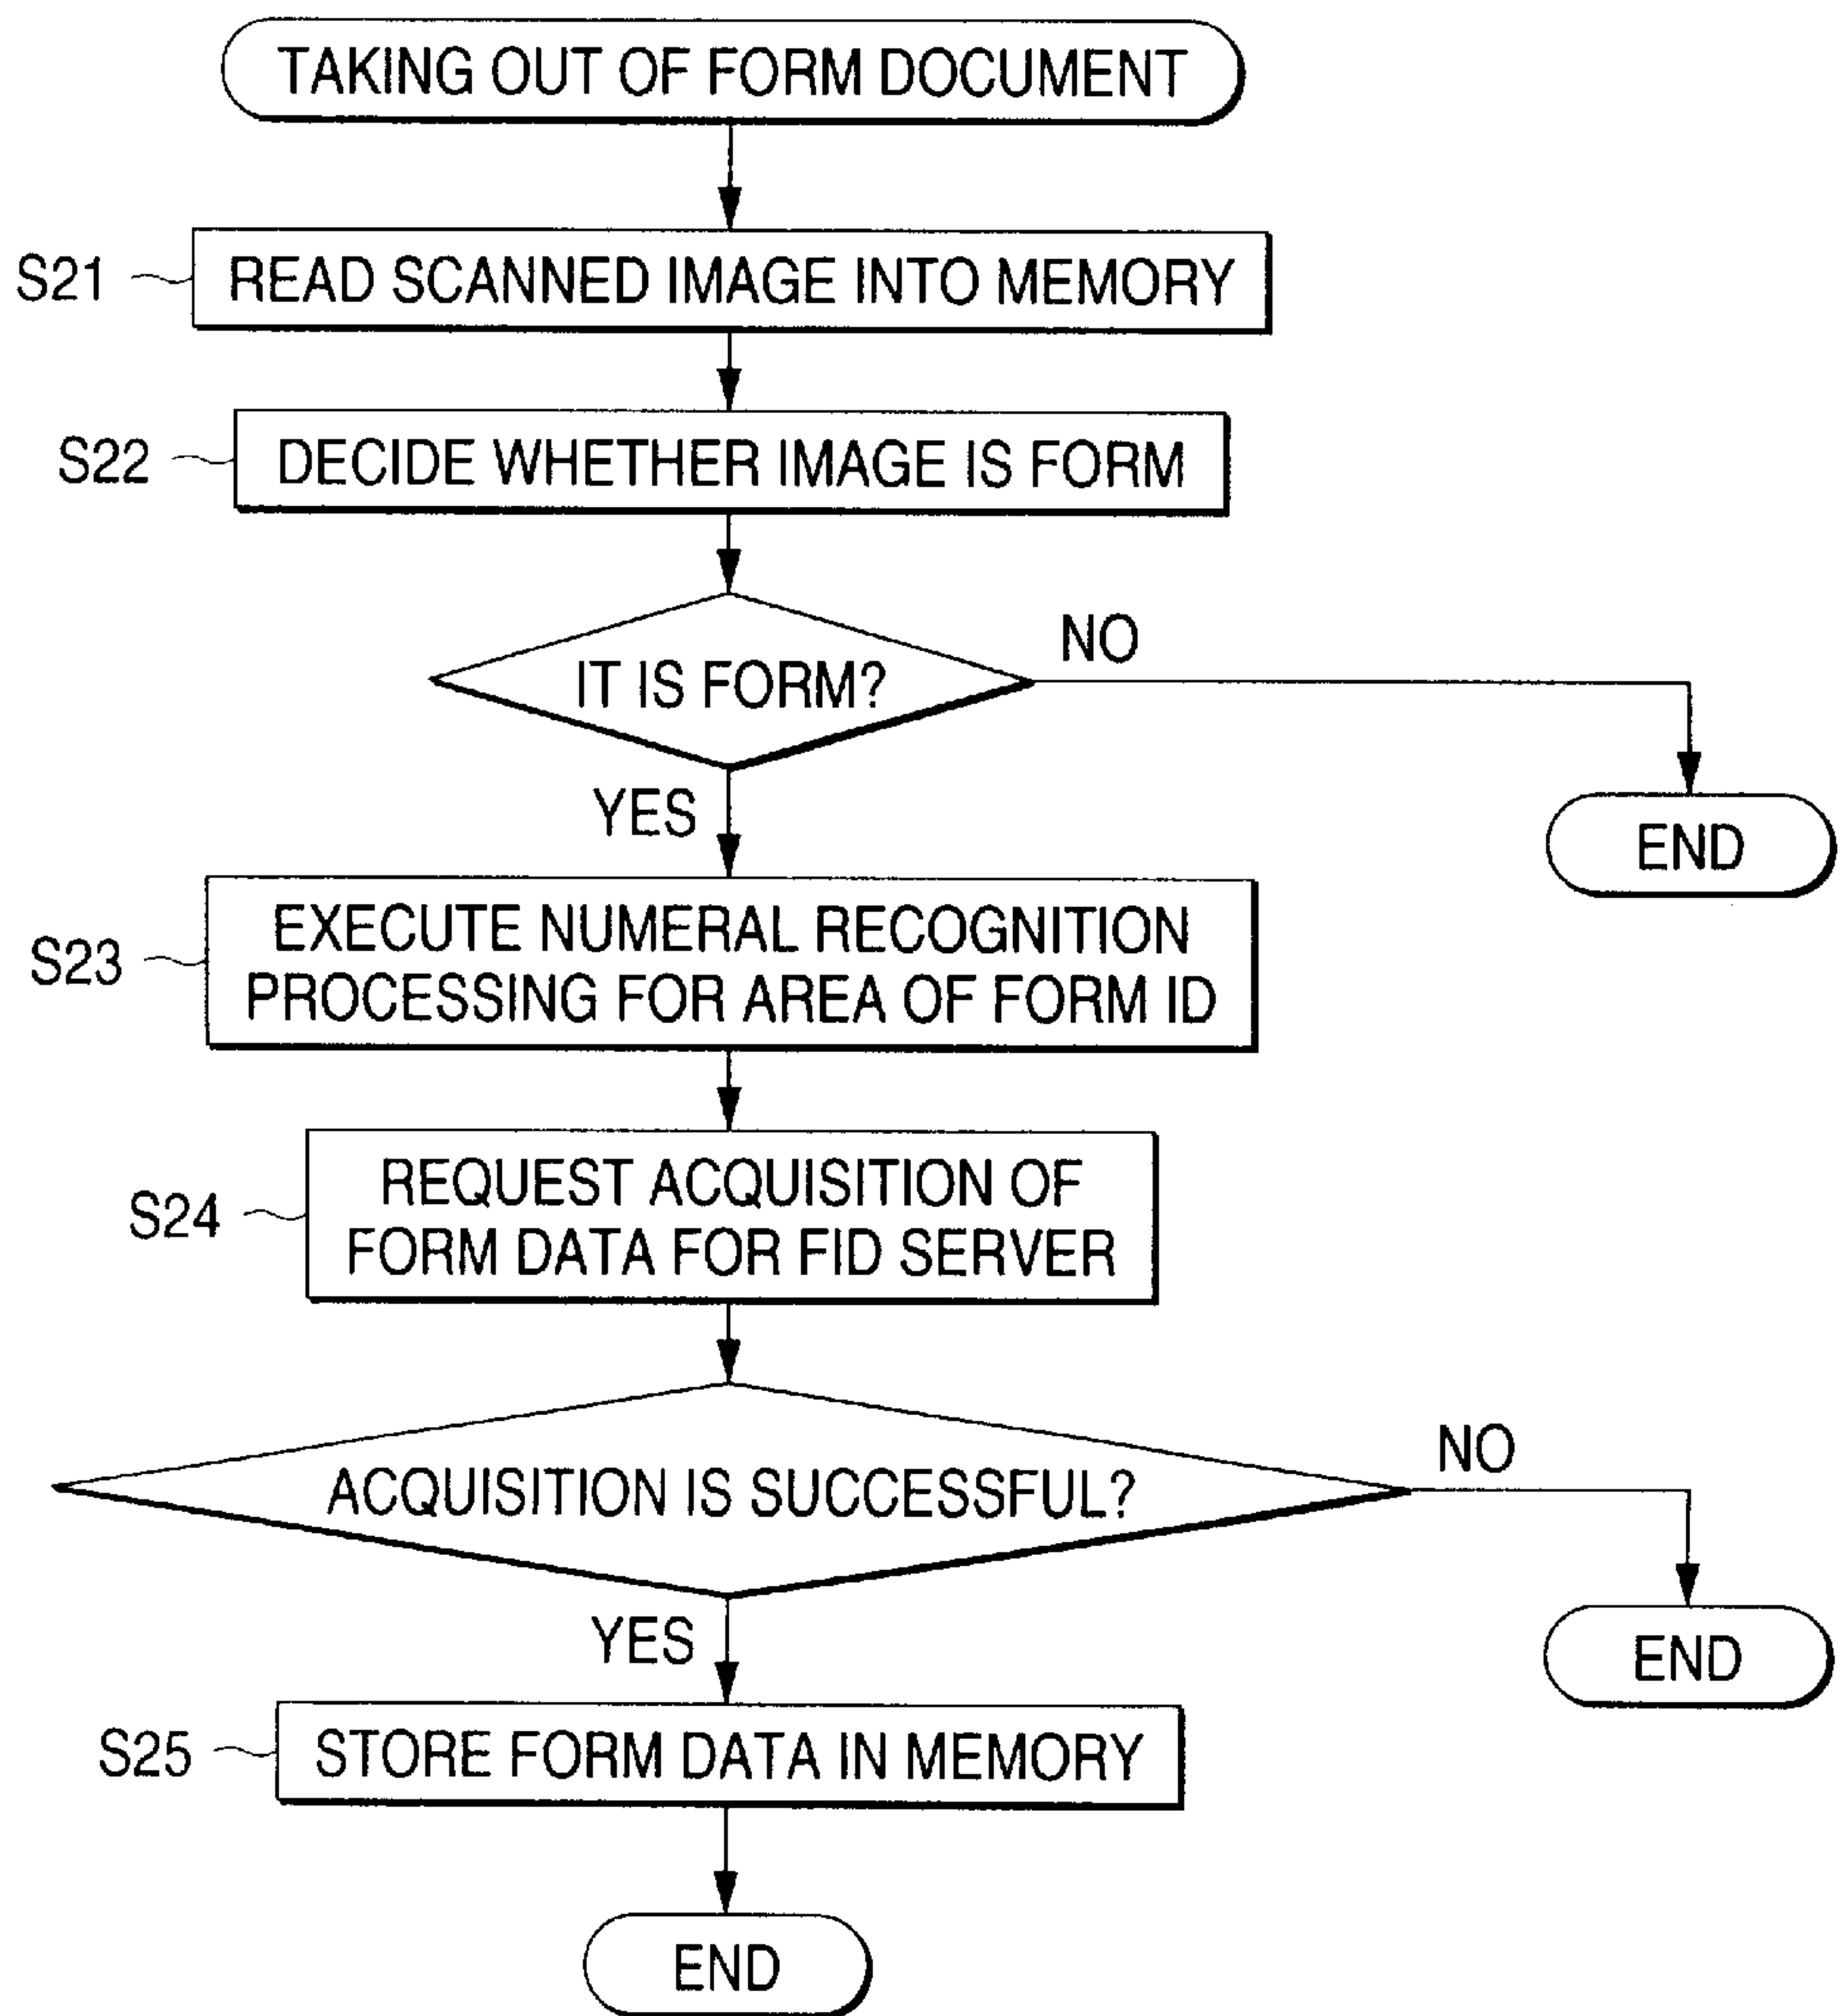 TAKING OUT OF FORM DOCUMENT
S21
READ SCANNED IMAGE INTO MEMORY
S22
DECIDE WHETHER IMAGE IS FORM
IT IS FORM?
NO
YES
END
S23
EXECUTE NUMERAL RECOGNITION
PROCESSING FOR AREA OF FORM ID
S24
REQUEST ACQUISITION OF
FORM DATA FOR FID SERVER
ACQUISITION IS SUCCESSFUL?
NO
YES
END
S25
STORE FORM DATA IN MEMORY
END